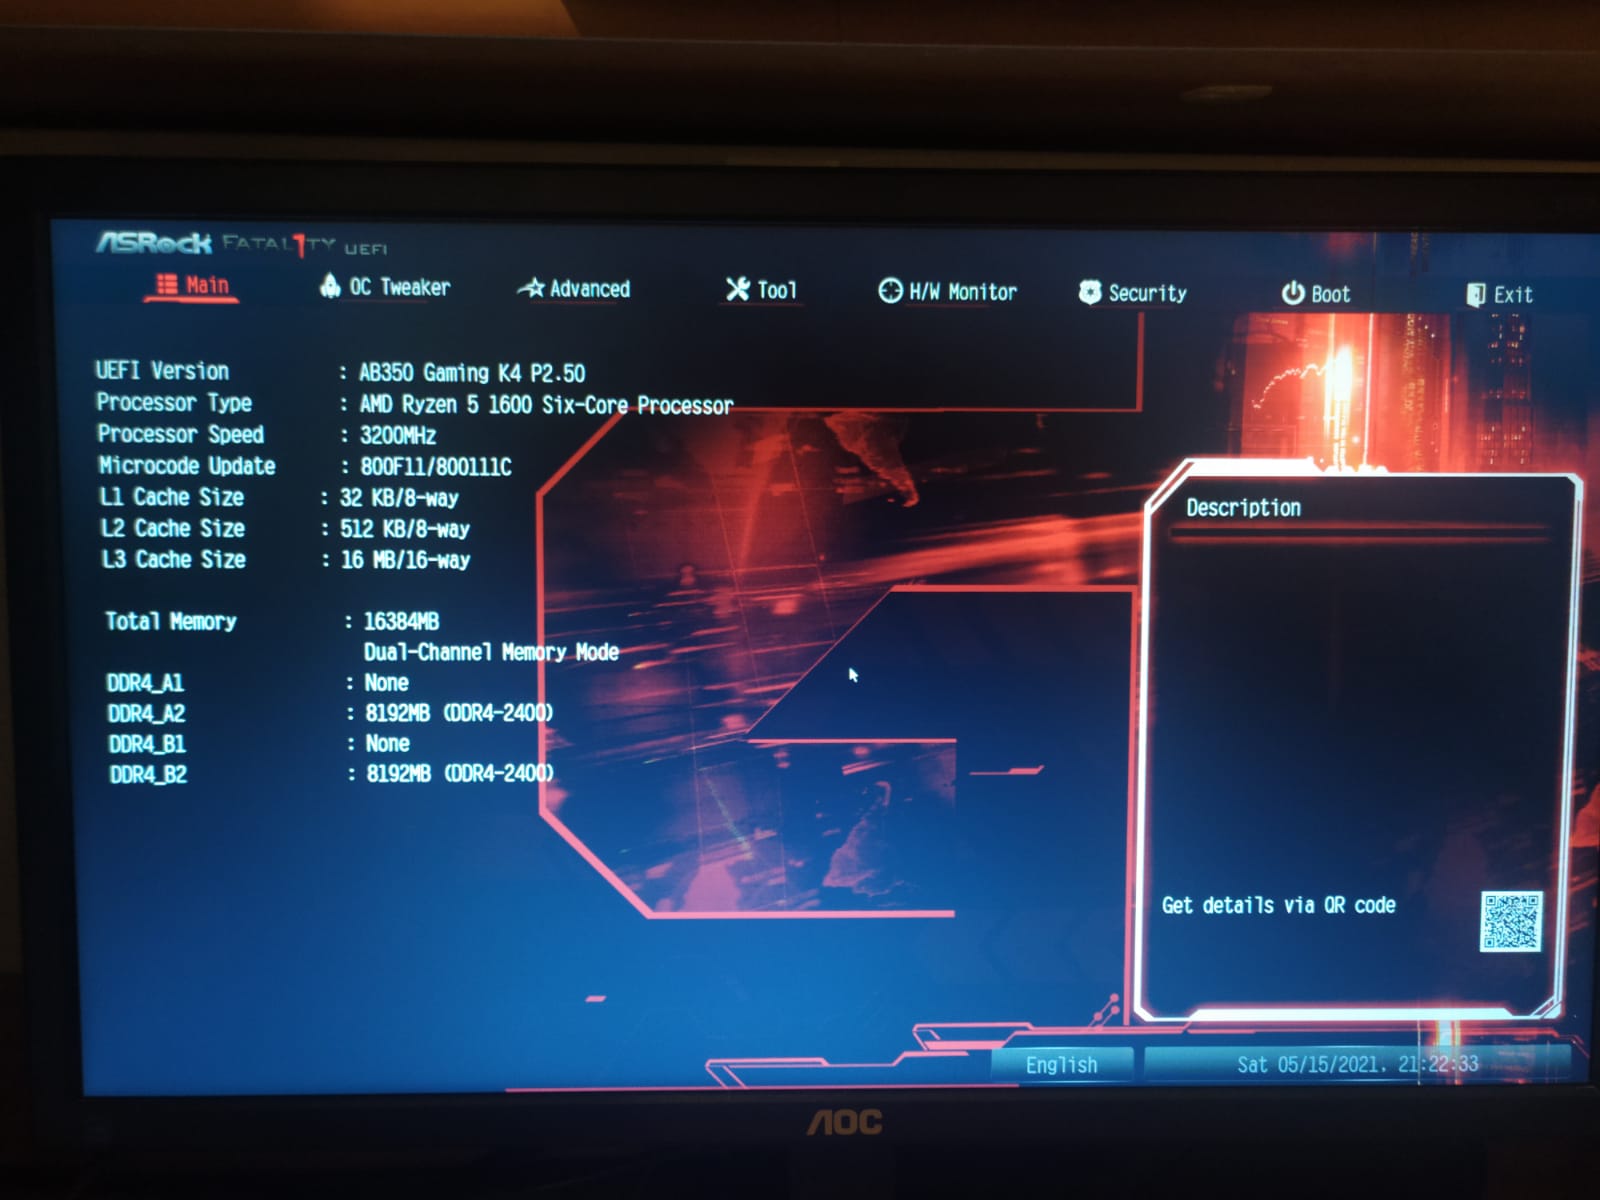 ASRock FATAL1TY UEFI
Main OC Tweaker Advanced Tool H/W Monitor Security Boot Exit
UEFI Version : AB350 Gaming K4 P2.50
Processor Type : AMD Ryzen 5 1600 Six-Core Processor
Processor Speed : 3200MHz
Microcode Update : 800F11/800111C
L1 Cache Size : 32 KB/8-way
L2 Cache Size : 512 KB/8-way
L3 Cache Size : 16 MB/16-way
Total Memory : 16384MB
Dual-Channel Memory Mode
DDR4_A1 : None
DDR4_A2 : 8192MB (DDR4-2400)
DDR4_B1 : None
DDR4_B2 : 8192MB (DDR4-2400)
Description
Get details via QR code
English Sat 05/15/2021. 21:22:33
AOC